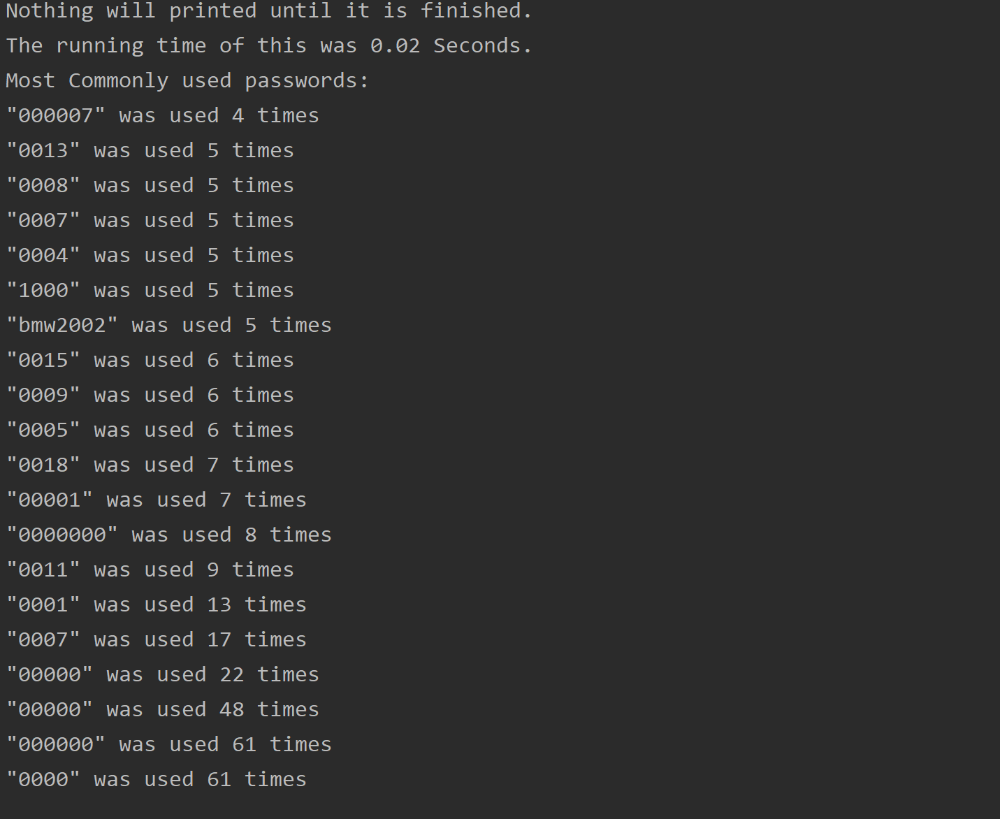 Nothing will printed until it is finished.
The running time of this was 0.02 Seconds.
Most Commonly used passwords:
"000007" was used 4 times
"0013" was used 5 times
"0008" was used 5 times
"0007" was used 5 times
"0004" was used 5 times
"1000" was used 5 times
"bmw2002" was used 5 times
"0015" was used 6 times
"0009" was used 6 times
"0005" was used 6 times
"0018" was used 7 times
"00001" was used 7 times
"0000000" was used 8 times
"0011" was used 9 times
"0001" was used 13 times
"0007" was used 17 times
"00000" was used 22 times
"00000" was used 48 times
"000000" was used 61 times
"0000" was used 61 times